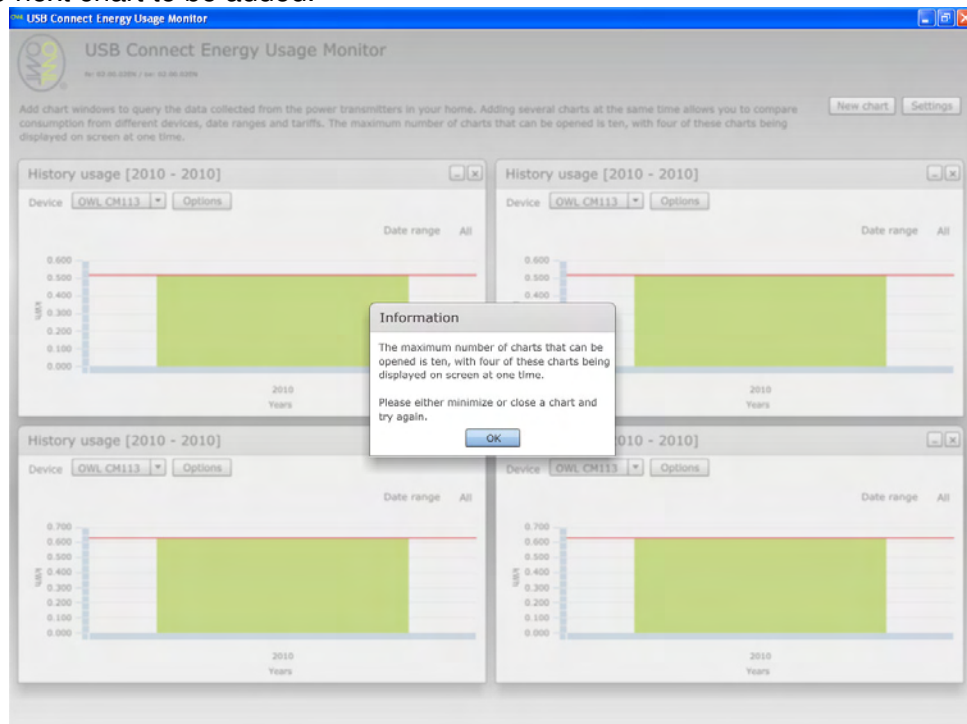 next chart to be added.
USB Connect Energy Usage Monitor
USB Connect Energy Usage Monitor
Add chart windows to query the data collected from the power transmitters in your home. Adding several charts at the same time allows you to compare
consumption from different devices, date ranges and tariffs. The maximum number of charts that can be opened is ten, with four of these charts being
displayed on screen at one time.
New chart Settings
History usage [2010 - 2010]
Device OWL CM113 Options
Date range All
0.600
0.500
0.400
0.300
0.200
0.100
0.000
kWh
2010
Years
History usage [2010 - 2010]
Device OWL CM113 Options
Date range All
0.600
0.500
0.400
2010
Years
Information
The maximum number of charts that can be
opened is ten, with four of these charts being
displayed on screen at one time.
Please either minimize or close a chart and
try again.
OK
History usage [2010 - 2010]
Device OWL CM113 Options
Date range All
0.700
0.600
0.500
0.400
0.300
0.200
0.100
0.000
kWh
2010
Years
2010 - 2010]
Device OWL CM113 Options
Date range All
0.700
0.600
0.500
0.400
0.300
0.200
0.100
0.000
kWh
2010
Years